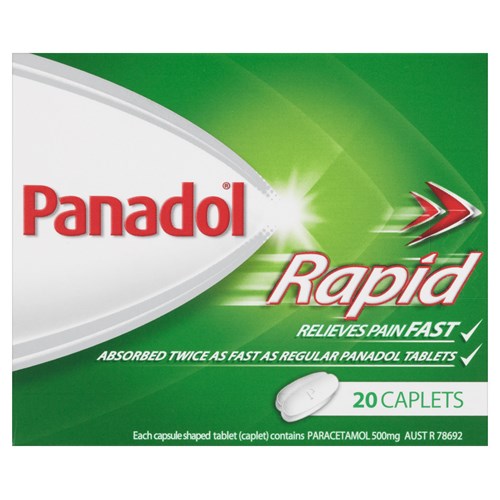 Panadol®
Rapid
RELIEVES PAIN FAST ✓
ABSORBED TWICE AS FAST AS REGULAR PANADOL TABLETS ✓
20 CAPLETS
Each capsule shaped tablet (caplet) contains PARACETAMOL 500mg AUST R 78692